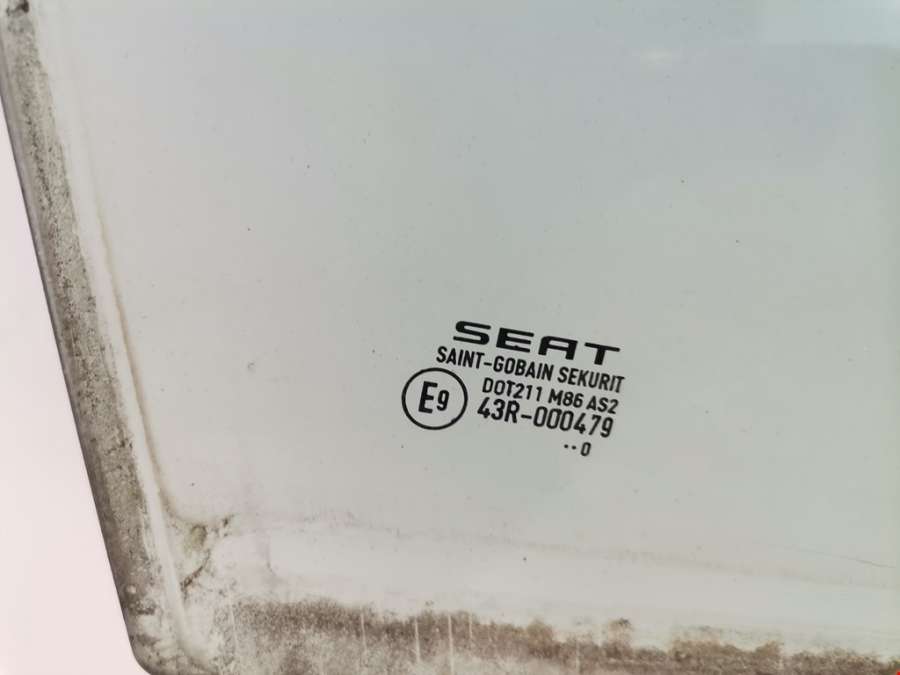 SEAT
SAINT-GOBAIN SEKURIT
E9
DOT211 M86 AS2
43R-000479
··0